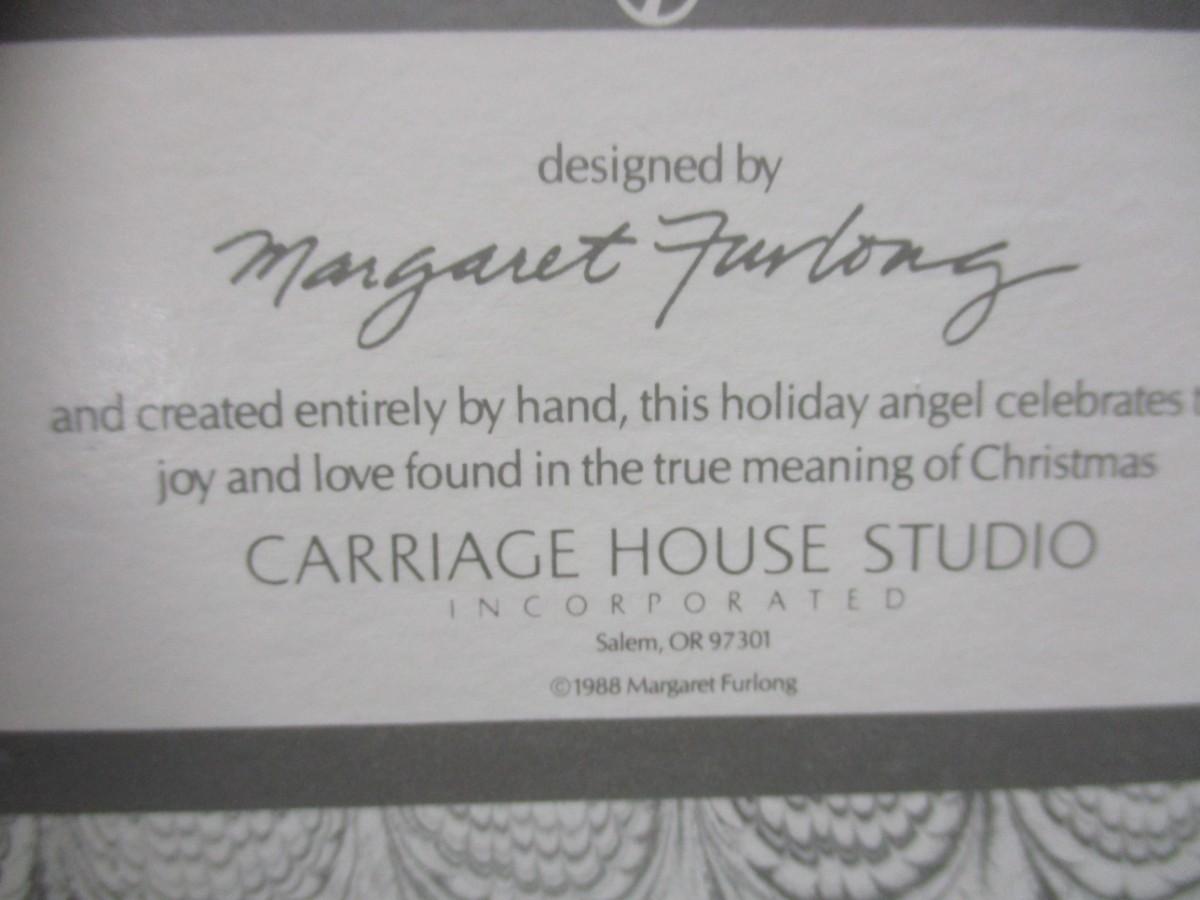 designed by
Margaret Furlong
and created entirely by hand, this holiday angel celebrates
joy and love found in the true meaning of Christmas
CARRIAGE HOUSE STUDIO
INCORPORATED
Salem, OR 97301
©1988 Margaret Furlong